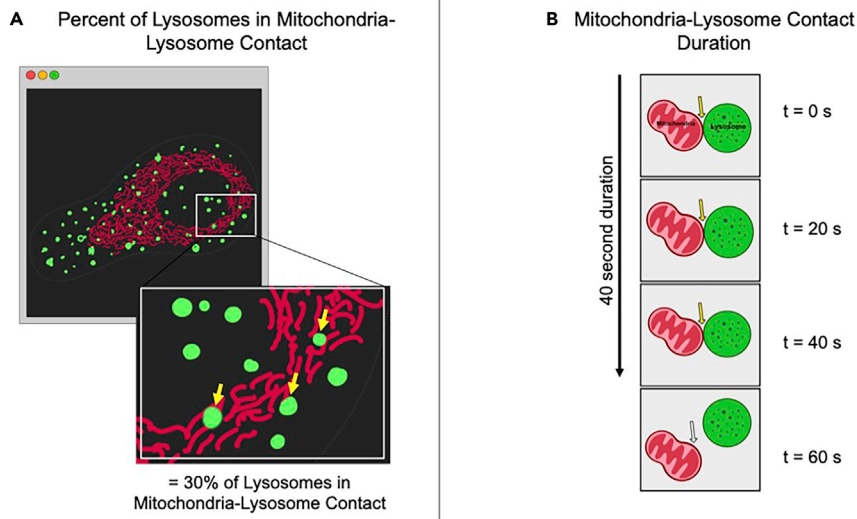 A Percent of Lysosomes in Mitochondria-
Lysosome Contact
= 30% of Lysosomes in
Mitochondria-Lysosome Contact
B Mitochondria-Lysosome Contact
Duration
40 second duration
Mitochondria
Lysosome
t = 0 s
t = 20 s
t = 40 s
t = 60 s